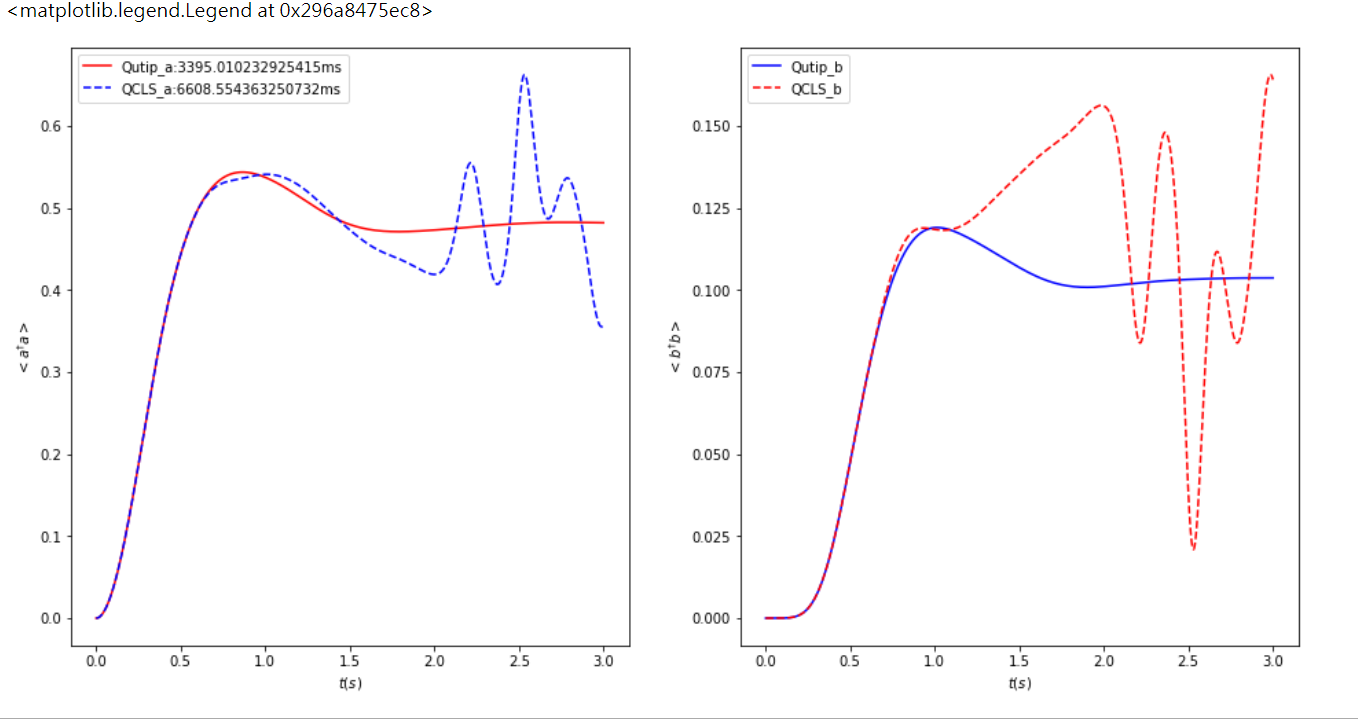 <matplotlib.legend.Legend at 0x296a8475ec8>
Qutip_a:3395.010232925415ms
QCLS_a:6608.554363250732ms
0.6
0.5
0.4
0.3
0.2
0.1
0.0
<a†a>
0.0 0.5 1.0 1.5 2.0 2.5 3.0
t(s)
Qutip_b
QCLS_b
0.150
0.125
0.100
0.075
0.050
0.025
0.000
<b†b>
0.0 0.5 1.0 1.5 2.0 2.5 3.0
t(s)